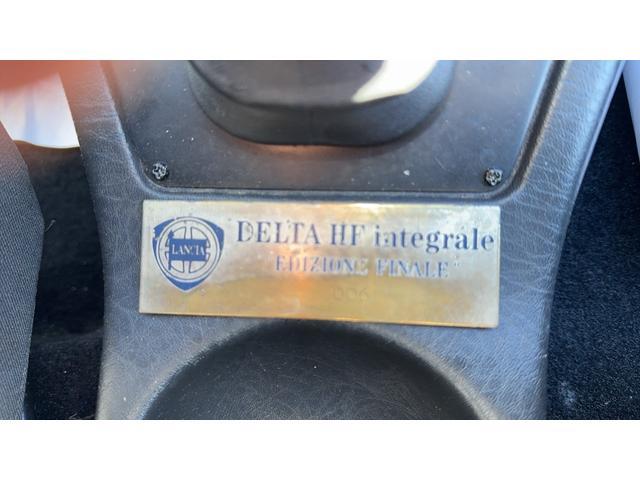 LANCIA
DELTA HF integrale
"EDIZIONE FINALE"